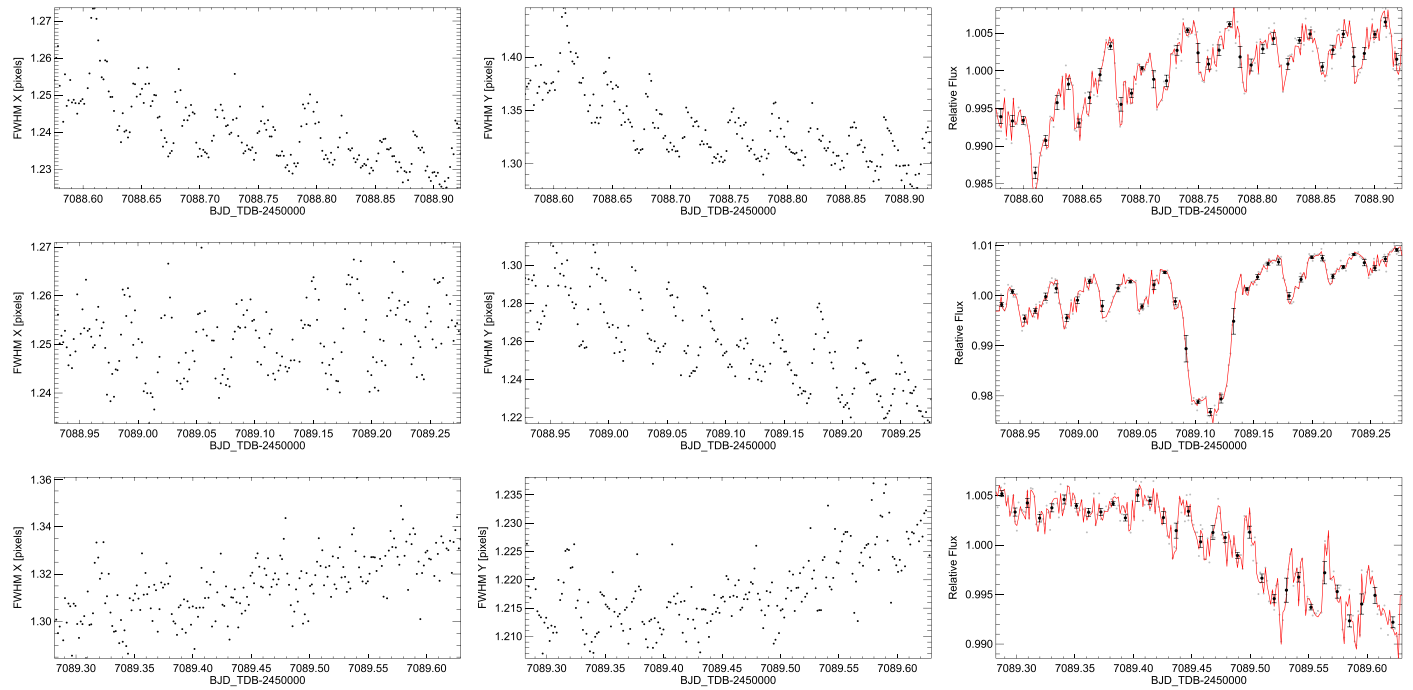 1.27
1.26
1.25
1.24
1.23
FWHM X [pixels]
7088.60 7088.65 7088.70 7088.75 7088.80 7088.85 7088.90
BJD_TDB-2450000
1.40
1.35
1.30
FWHM Y [pixels]
7088.60 7088.65 7088.70 7088.75 7088.80 7088.85 7088.90
BJD_TDB-2450000
1.005
1.000
0.995
0.990
0.985
Relative Flux
7088.60 7088.65 7088.70 7088.75 7088.80 7088.85 7088.90
BJD_TDB-2450000
1.27
1.26
1.25
1.24
FWHM X [pixels]
7088.95 7089.00 7089.05 7089.10 7089.15 7089.20 7089.25
BJD_TDB-2450000
1.30
1.28
1.26
1.24
1.22
FWHM Y [pixels]
7088.95 7089.00 7089.05 7089.10 7089.15 7089.20 7089.25
BJD_TDB-2450000
1.01
1.00
0.99
0.98
Relative Flux
7088.95 7089.00 7089.05 7089.10 7089.15 7089.20 7089.25
BJD_TDB-2450000
1.36
1.34
1.32
1.30
FWHM X [pixels]
7089.30 7089.35 7089.40 7089.45 7089.50 7089.55 7089.60
BJD_TDB-2450000
1.235
1.230
1.225
1.220
1.215
1.210
FWHM Y [pixels]
7089.30 7089.35 7089.40 7089.45 7089.50 7089.55 7089.60
BJD_TDB-2450000
1.005
1.000
0.995
0.990
Relative Flux
7089.30 7089.35 7089.40 7089.45 7089.50 7089.55 7089.60
BJD_TDB-2450000